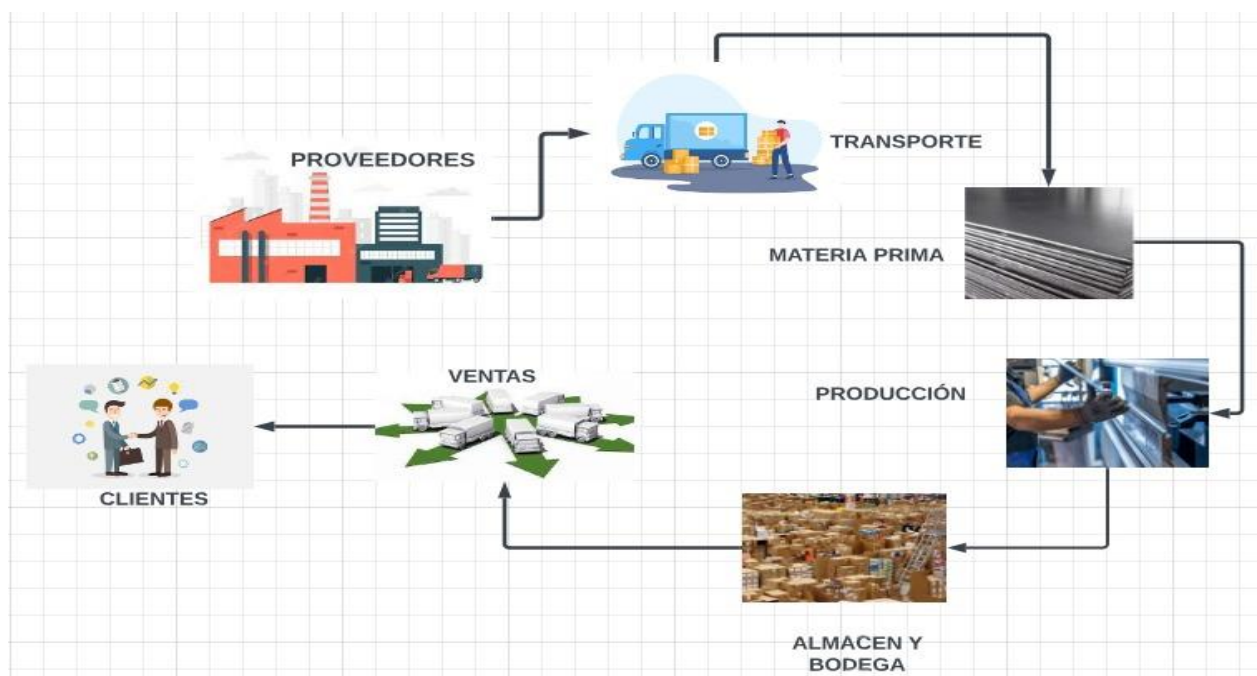 PROVEEDORES
TRANSPORTE
MATERIA PRIMA
PRODUCCIÓN
VENTAS
CLIENTES
ALMACEN Y
BODEGA